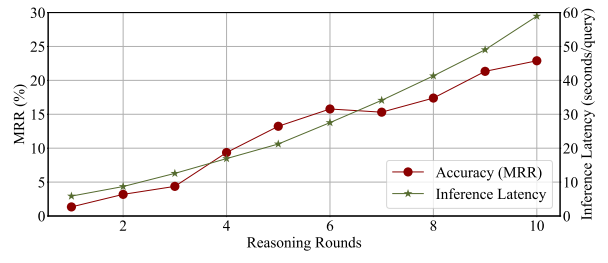 30
25
20
15
10
5
0
MRR (%)
60
50
40
30
20
10
0
Inference Latency (seconds/query)
Accuracy (MRR)
Inference Latency
2 4 6 8 10
Reasoning Rounds